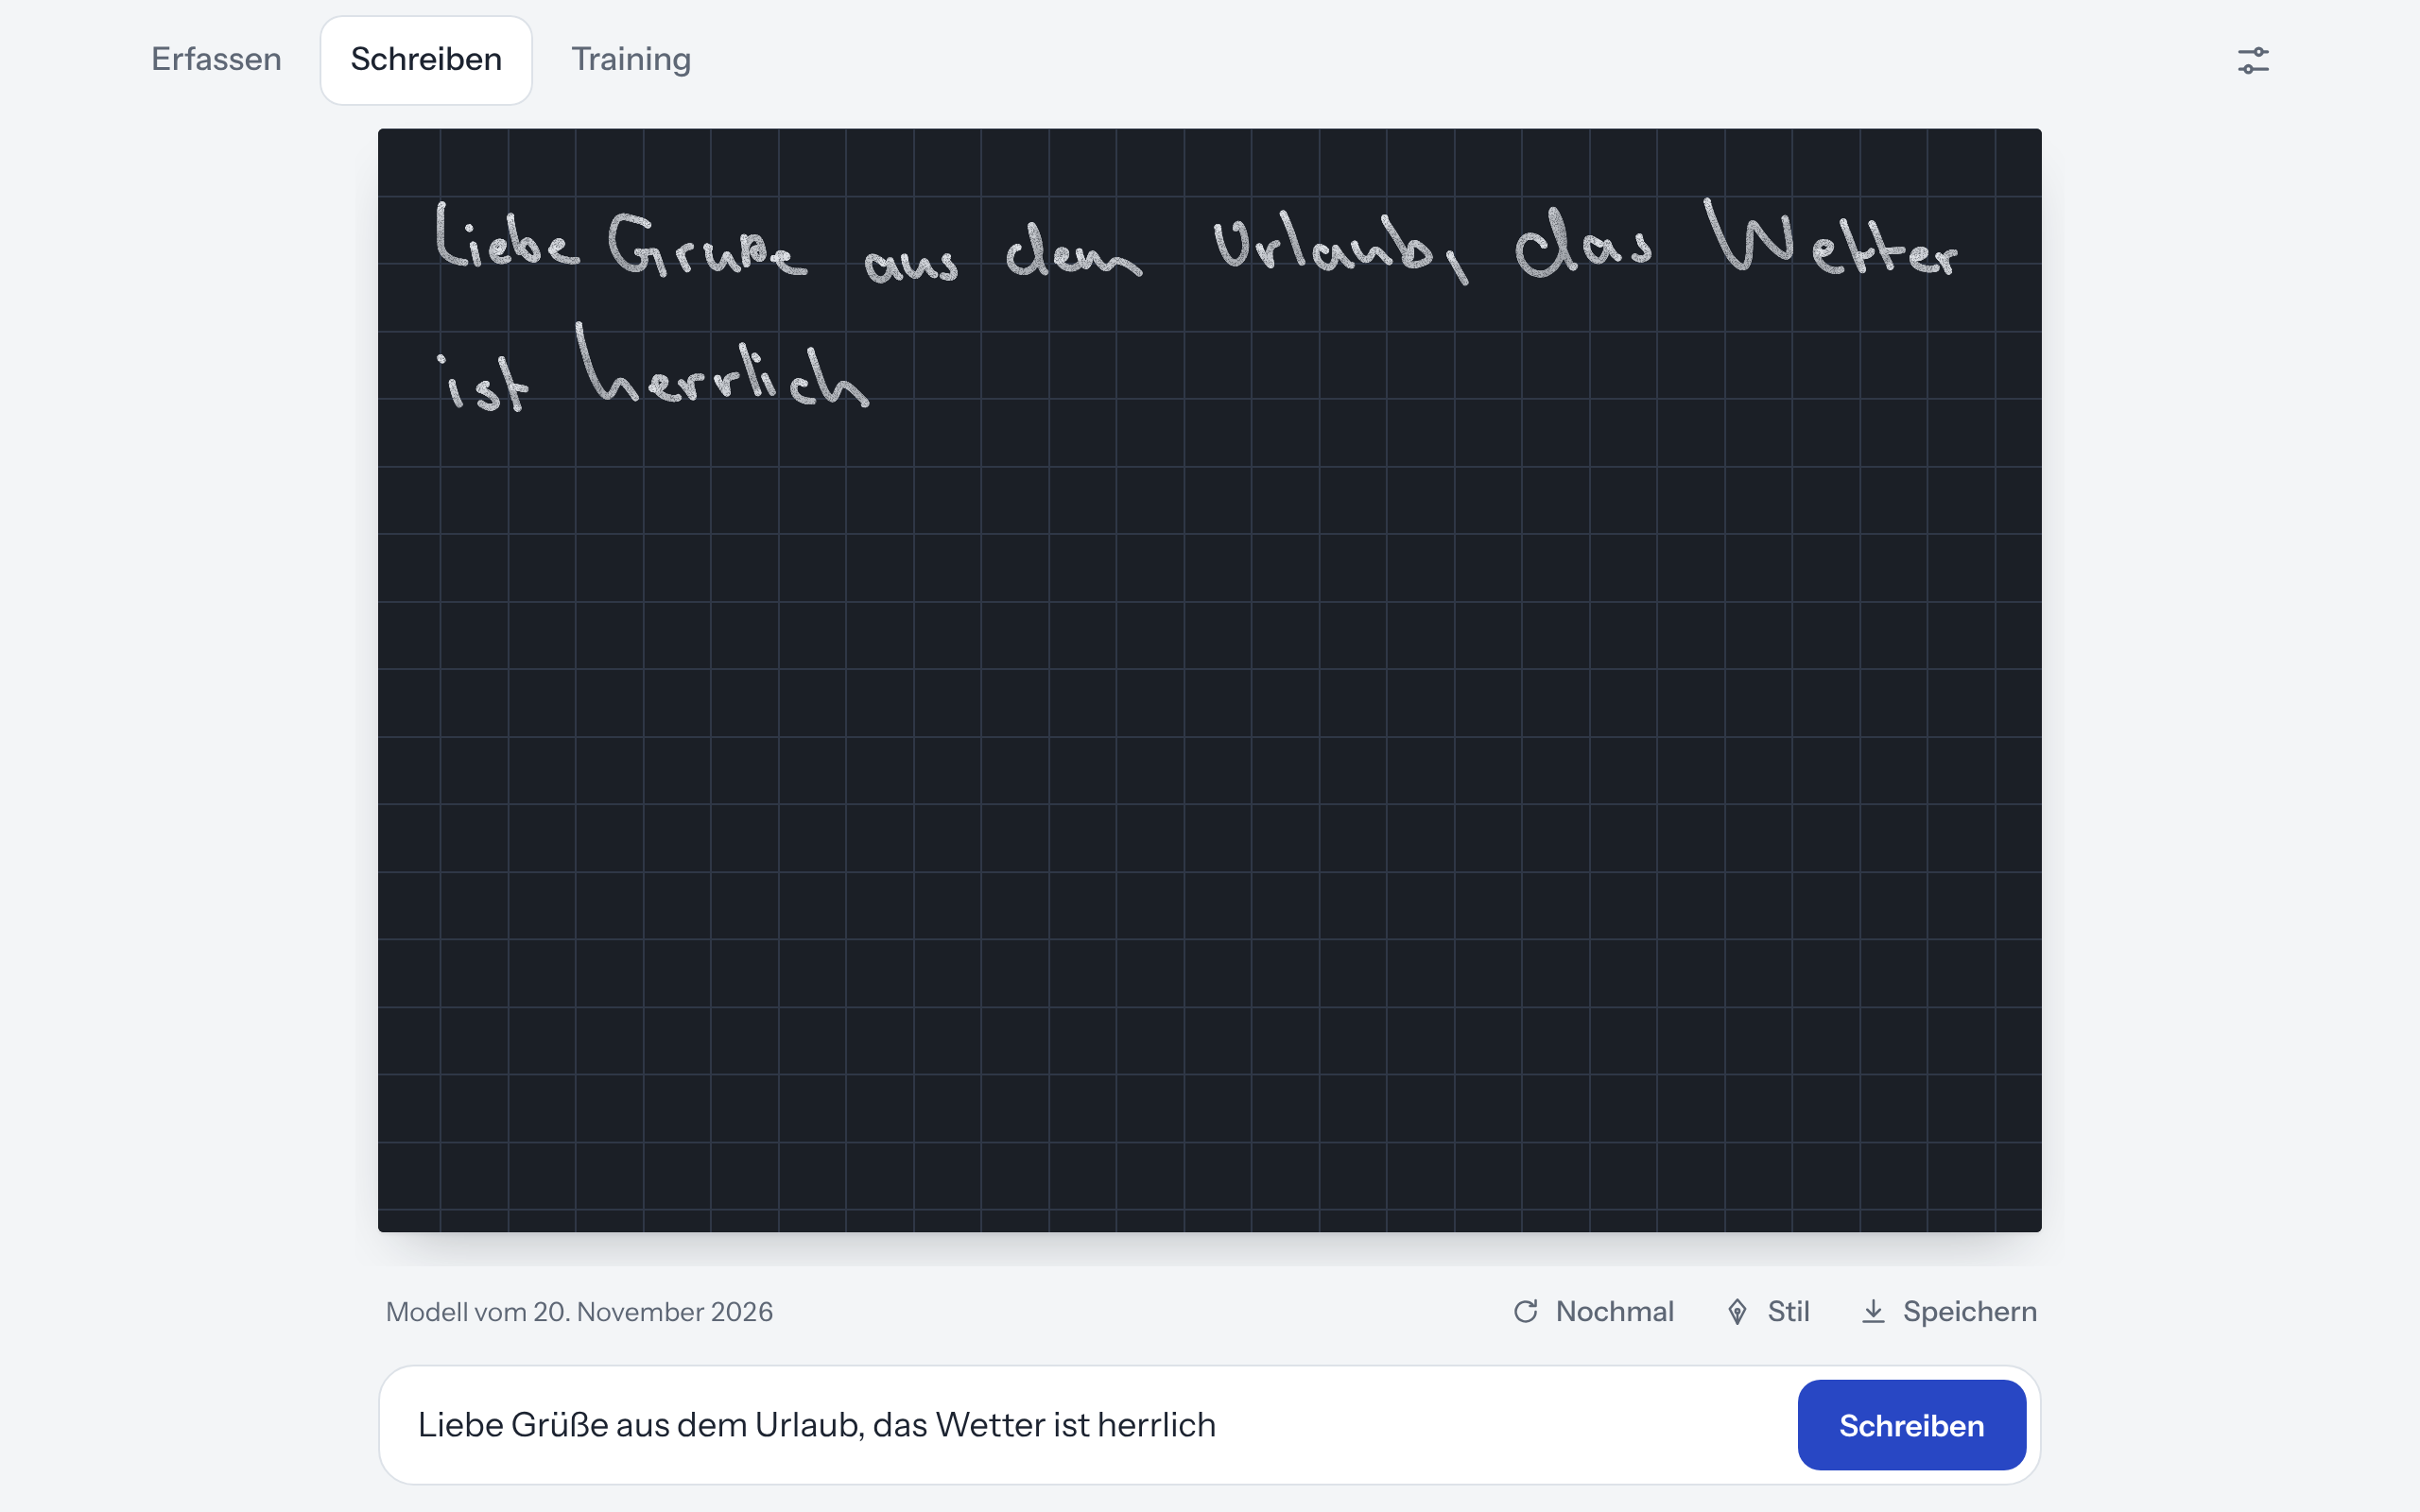 Erfassen Schreiben Training
Liebe Gruße aus dem Urlaub, das Wetter
ist herrlich
Modell vom 20. November 2026 Nochmal Stil Speichern
Liebe Grüße aus dem Urlaub, das Wetter ist herrlich Schreiben